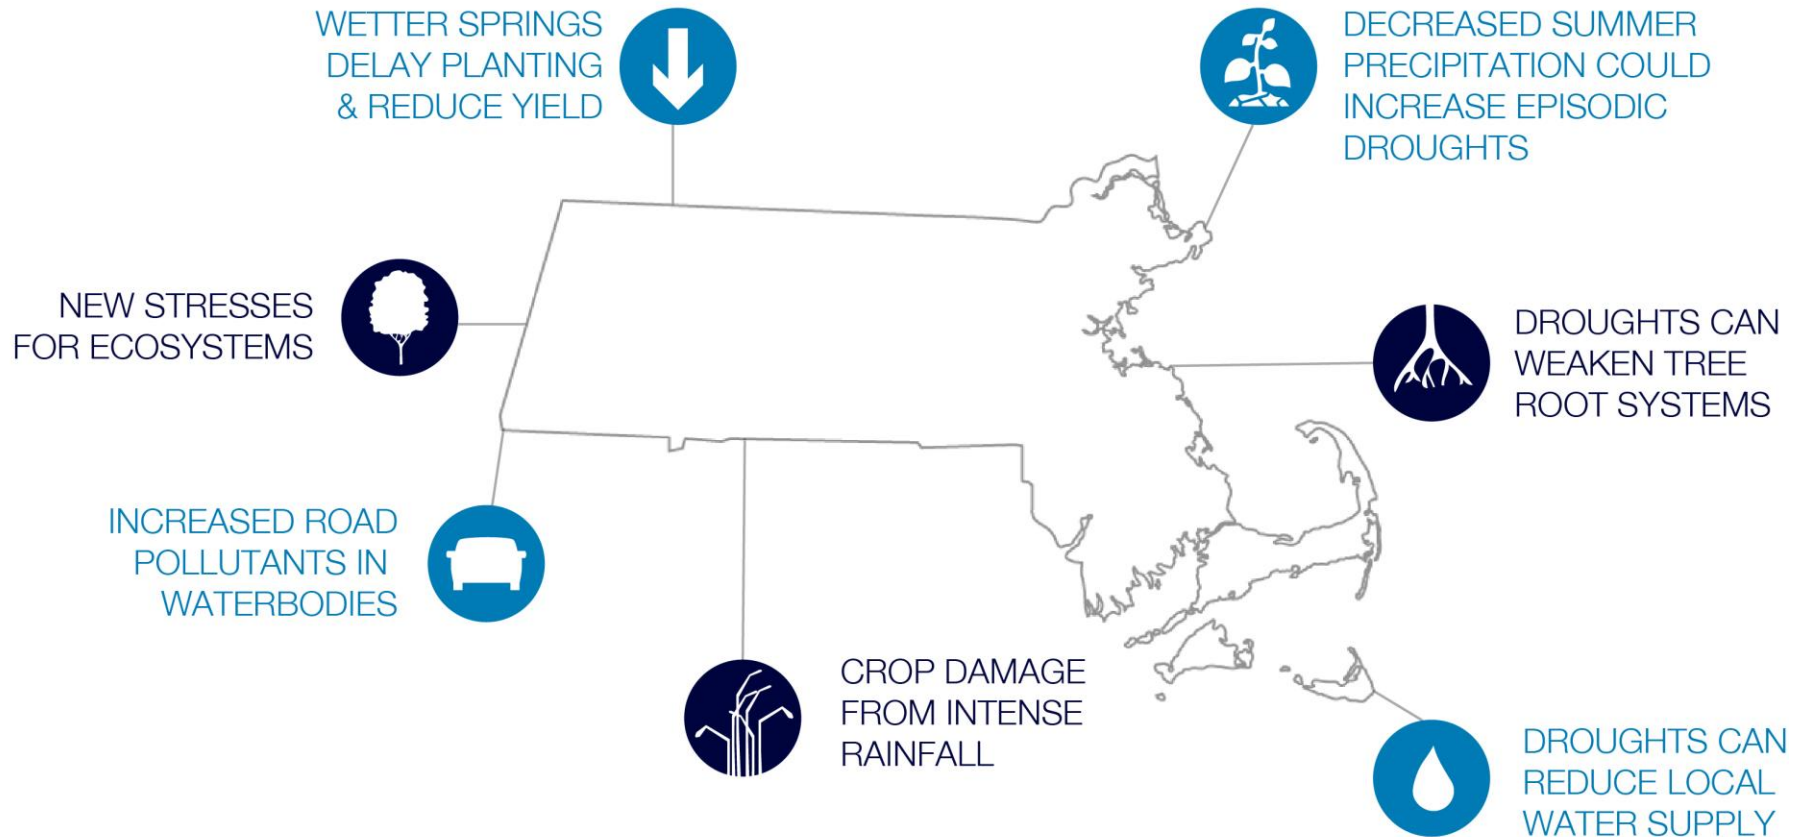 WETTER SPRINGS
DELAY PLANTING
& REDUCE YIELD
DECREASED SUMMER
PRECIPITATION COULD
INCREASE EPISODIC
DROUGHTS
NEW STRESSES
FOR ECOSYSTEMS
DROUGHTS CAN
WEAKEN TREE
ROOT SYSTEMS
INCREASED ROAD
POLLUTANTS IN
WATERBODIES
CROP DAMAGE
FROM INTENSE
RAINFALL
DROUGHTS CAN
REDUCE LOCAL
WATER SUPPLY